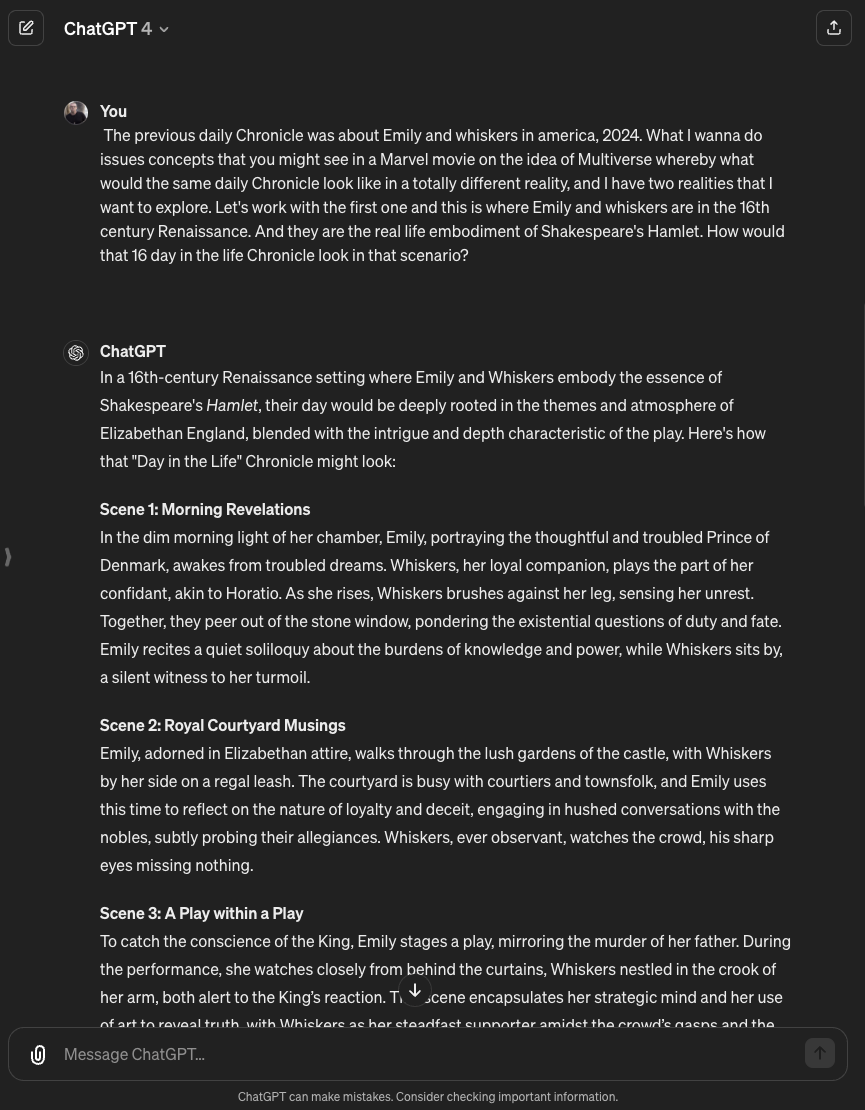 ChatGPT 4
You
The previous daily Chronicle was about Emily and whiskers in america, 2024. What I wanna do
issues concepts that you might see in a Marvel movie on the idea of Multiverse whereby what
would the same daily Chronicle look like in a totally different reality, and I have two realities that I
want to explore. Let's work with the first one and this is where Emily and whiskers are in the 16th
century Renaissance. And they are the real life embodiment of Shakespeare's Hamlet. How would
that 16 day in the life Chronicle look in that scenario?
ChatGPT
In a 16th-century Renaissance setting where Emily and Whiskers embody the essence of
Shakespeare's Hamlet, their day would be deeply rooted in the themes and atmosphere of
Elizabethan England, blended with the intrigue and depth characteristic of the play. Here's how
that "Day in the Life" Chronicle might look:
Scene 1: Morning Revelations
In the dim morning light of her chamber, Emily, portraying the thoughtful and troubled Prince of
Denmark, awakes from troubled dreams. Whiskers, her loyal companion, plays the part of her
confidant, akin to Horatio. As she rises, Whiskers brushes against her leg, sensing her unrest.
Together, they peer out of the stone window, pondering the existential questions of duty and fate.
Emily recites a quiet soliloquy about the burdens of knowledge and power, while Whiskers sits by,
a silent witness to her turmoil.
Scene 2: Royal Courtyard Musings
Emily, adorned in Elizabethan attire, walks through the lush gardens of the castle, with Whiskers
by her side on a regal leash. The courtyard is busy with courtiers and townsfolk, and Emily uses
this time to reflect on the nature of loyalty and deceit, engaging in hushed conversations with the
nobles, subtly probing their allegiances. Whiskers, ever observant, watches the crowd, his sharp
eyes missing nothing.
Scene 3: A Play within a Play
To catch the conscience of the King, Emily stages a play, mirroring the murder of her father. During
the performance, she watches closely from behind the curtains, Whiskers nestled in the crook of
her arm, both alert to the King's reaction. scene encapsulates her strategic mind and her use
of art to reveal truth, with Whiskers as her steadfast supporter amidst the crowd's gasps and the
Message ChatGPT...
ChatGPT can make mistakes. Consider checking important information.